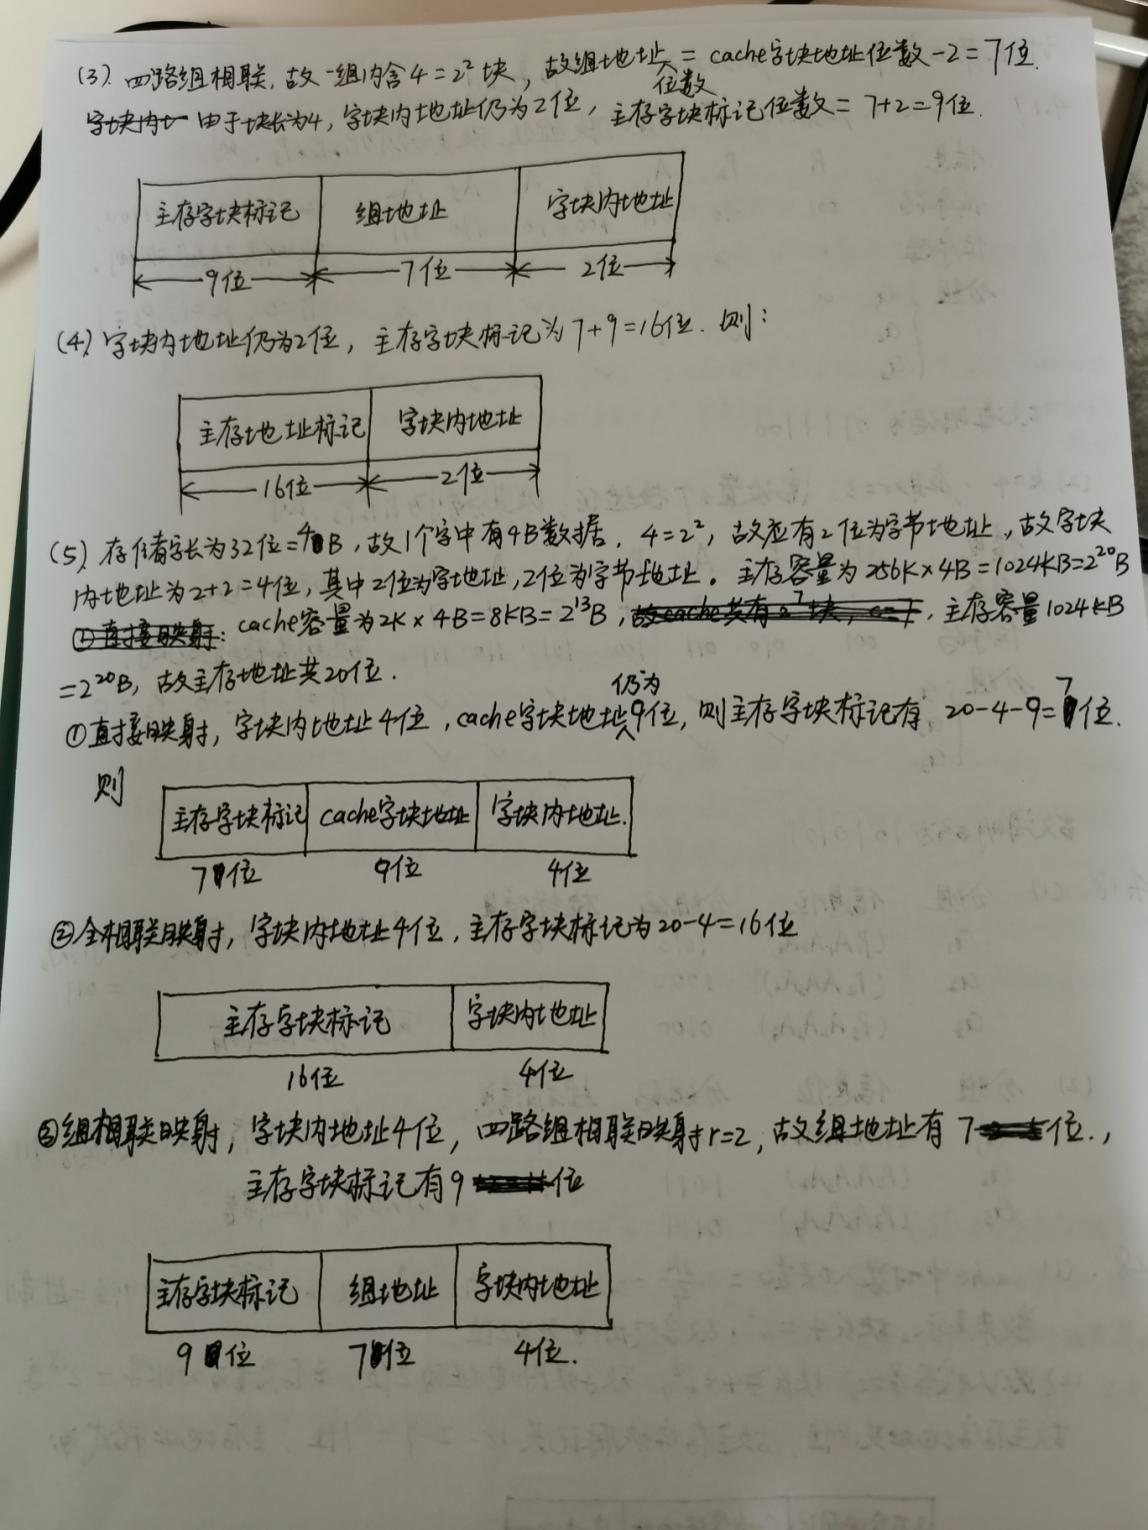 (3) 四路组相联,故一组内含4=2²块,故组地址位数=cache字块地址位数-2=7位.
由于块长为4,字块内地址仍为2位,主存字块标记位数=7+2=9位.
主存字块标记 组地址 字块内地址
9位 7位 2位
(4) 字块内地址仍为2位,主存字块标记为7+9=16位.则:
主存地址标记 字块内地址
16位 2位
(5) 存储字长为32位=4B,故1个字中有4B数据.4=2²,故应有2位为字节地址,故字块
内地址为2+2=4位,其中2位为字地址,2位为字节地址。主存容量为256K×4B=1024KB=2²⁰B
:cache容量为2K×4B=8KB=2¹³B,主存容量1024KB
=2²⁰B,故主存地址共20位.
①直接映射,字块内地址4位,cache字块地址仍为9位,则主存字块标记有20-4-9=7位.
则
主存字块标记 cache字块地址 字块内地址.
7位 9位 4位
②全相联映射,字块内地址4位,主存字块标记为20-4=16位
主存字块标记 字块内地址
16位 4位
③组相联映射,字块内地址4位,四路组相联映射r=2,故组地址有7位.,
主存字块标记有9位
主存字块标记 组地址 字块内地址
9位 7位 4位.